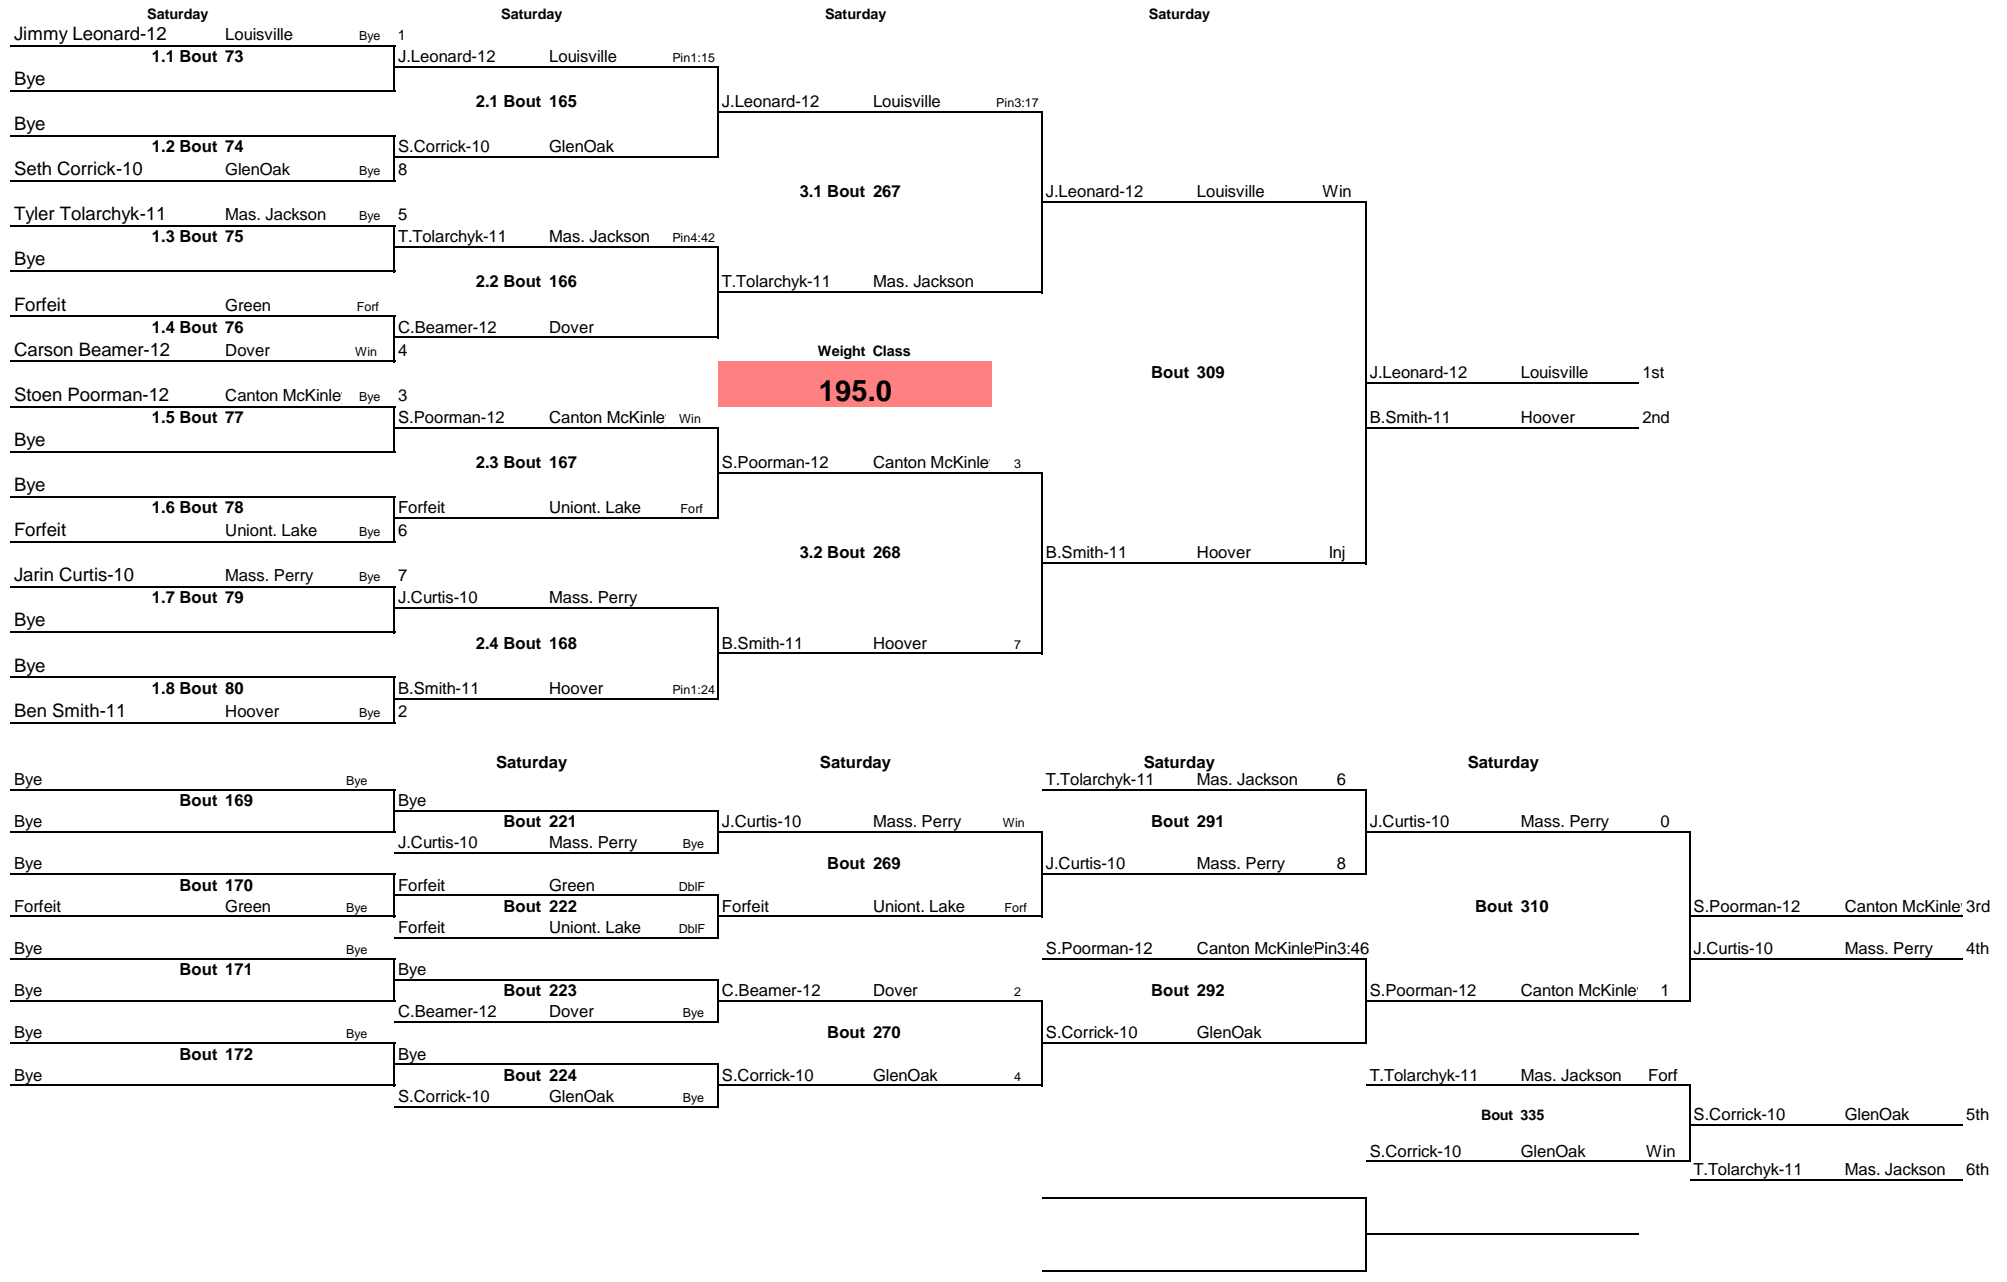 Saturday Saturday Saturday Saturday
Jimmy Leonard-12 Louisville Bye 1
1.1 Bout 73 J.Leonard-12 Louisville Pin1:15
Bye
2.1 Bout 165 J.Leonard-12 Louisville Pin3:17
Bye
1.2 Bout 74 S.Corrick-10 GlenOak
Seth Corrick-10 GlenOak Bye 8
3.1 Bout 267 J.Leonard-12 Louisville Win
Tyler Tolarchyk-11 Mas. Jackson Bye 5
1.3 Bout 75 T.Tolarchyk-11 Mas. Jackson Pin4:42
Bye
2.2 Bout 166 T.Tolarchyk-11 Mas. Jackson
Forfeit Green Forf
1.4 Bout 76 C.Beamer-12 Dover
Carson Beamer-12 Dover Win 4 Weight Class
Bout 309 J.Leonard-12 Louisville 1st
Stoen Poorman-12 Canton McKinle Bye 3 195.0
1.5 Bout 77 S.Poorman-12 Canton McKinle Win B.Smith-11 Hoover 2nd
Bye
2.3 Bout 167 S.Poorman-12 Canton McKinle 3
Bye
1.6 Bout 78 Forfeit Uniont. Lake Forf
Forfeit Uniont. Lake Bye 6
3.2 Bout 268 B.Smith-11 Hoover Inj
Jarin Curtis-10 Mass. Perry Bye 7
1.7 Bout 79 J.Curtis-10 Mass. Perry
Bye
2.4 Bout 168 B.Smith-11 Hoover 7
Bye
1.8 Bout 80 B.Smith-11 Hoover Pin1:24
Ben Smith-11 Hoover Bye 2
Saturday Saturday Saturday Saturday
Bye Bye T.Tolarchyk-11 Mas. Jackson 6
Bout 169 Bye
Bye Bout 221 J.Curtis-10 Mass. Perry Win Bout 291 J.Curtis-10 Mass. Perry 0
J.Curtis-10 Mass. Perry Bye
Bye Bout 269 J.Curtis-10 Mass. Perry 8
Bout 170 Forfeit Green DblF
Forfeit Green Bye Bout 222 Forfeit Uniont. Lake Forf Bout 310 S.Poorman-12 Canton McKinle 3rd
Forfeit Uniont. Lake DblF
Bye Bye S.Poorman-12 Canton McKinle Pin3:46 J.Curtis-10 Mass. Perry 4th
Bout 171 Bye
Bye Bout 223 C.Beamer-12 Dover 2 Bout 292 S.Poorman-12 Canton McKinle 1
C.Beamer-12 Dover Bye
Bye Bye Bout 270 S.Corrick-10 GlenOak
Bout 172 Bye
Bye Bout 224 S.Corrick-10 GlenOak 4 T.Tolarchyk-11 Mas. Jackson Forf
S.Corrick-10 GlenOak Bye
Bout 335 S.Corrick-10 GlenOak 5th
S.Corrick-10 GlenOak Win
T.Tolarchyk-11 Mas. Jackson 6th